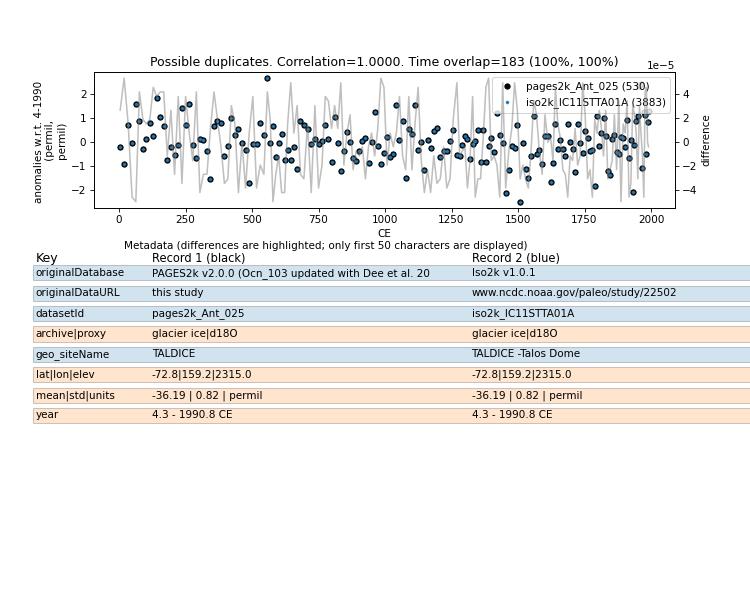 Possible duplicates. Correlation=1.0000. Time overlap=183 (100%, 100%)
1e−5
pages2k_Ant_025 (530)
iso2k_IC11STTA01A (3883)
anomalies w.r.t. 4-1990
(permil,
permil)
2
1
0
−1
−2
4
2
0
−2
−4
difference
0 250 500 750 1000 1250 1500 1750 2000
CE
Metadata (differences are highlighted; only first 50 characters are displayed)
Key Record 1 (black) Record 2 (blue)
originalDatabase PAGES2k v2.0.0 (Ocn_103 updated with Dee et al. 20 Iso2k v1.0.1
originalDataURL this study www.ncdc.noaa.gov/paleo/study/22502
datasetId pages2k_Ant_025 iso2k_IC11STTA01A
archive|proxy glacier ice|d18O glacier ice|d18O
geo_siteName TALDICE TALDICE -Talos Dome
lat|lon|elev -72.8|159.2|2315.0 -72.8|159.2|2315.0
mean|std|units -36.19 | 0.82 | permil -36.19 | 0.82 | permil
year 4.3 - 1990.8 CE 4.3 - 1990.8 CE